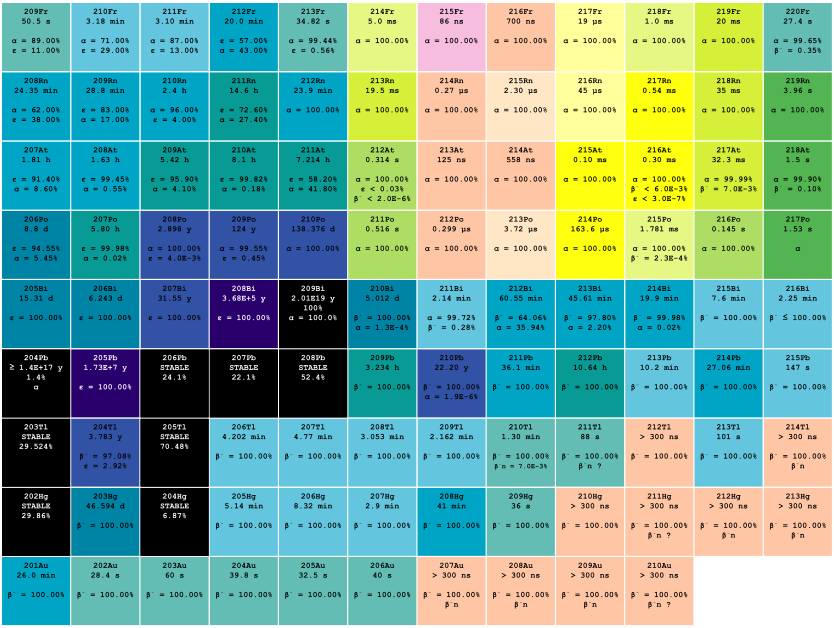 209Fr
50.5 s
α = 89.00%
ε = 11.00%
210Fr
3.18 min
α = 71.00%
ε = 29.00%
211Fr
3.10 min
α = 87.00%
ε = 13.00%
212Fr
20.0 min
ε = 57.00%
α = 43.00%
213Fr
34.82 s
α = 99.44%
ε = 0.56%
214Fr
5.0 ms
α = 100.00%
215Fr
86 ns
α = 100.00%
216Fr
700 ns
α = 100.00%
217Fr
19 μs
α = 100.00%
218Fr
1.0 ms
α = 100.00%
219Fr
20 ms
α = 100.00%
220Fr
27.4 s
α = 99.65%
β⁻ = 0.35%
208Rn
24.35 min
α = 62.00%
ε = 38.00%
209Rn
28.8 min
ε = 83.00%
α = 17.00%
210Rn
2.4 h
α = 96.00%
ε = 4.00%
211Rn
14.6 h
ε = 72.60%
α = 27.40%
212Rn
23.9 min
α = 100.00%
213Rn
19.5 ms
α = 100.00%
214Rn
0.27 μs
α = 100.00%
215Rn
2.30 μs
α = 100.00%
216Rn
45 μs
α = 100.00%
217Rn
0.54 ms
α = 100.00%
218Rn
35 ms
α = 100.00%
219Rn
3.96 s
α = 100.00%
207At
1.81 h
ε = 91.40%
α = 8.60%
208At
1.63 h
ε = 99.45%
α = 0.55%
209At
5.42 h
ε = 95.90%
α = 4.10%
210At
8.1 h
ε = 99.82%
α = 0.18%
211At
7.214 h
ε = 58.20%
α = 41.80%
212At
0.314 s
α = 100.00%
ε < 0.03%
β⁻ < 2.0E-6%
213At
125 ns
α = 100.00%
214At
558 ns
α = 100.00%
215At
0.10 ms
α = 100.00%
216At
0.30 ms
α = 100.00%
β⁻ < 6.0E-3%
ε < 3.0E-7%
217At
32.3 ms
α = 99.99%
β⁻ = 7.0E-3%
218At
1.5 s
α = 99.90%
β⁻ = 0.10%
206Po
8.8 d
ε = 94.55%
α = 5.45%
207Po
5.80 h
ε = 99.98%
α = 0.02%
208Po
2.898 y
α = 100.00%
ε = 4.0E-3%
209Po
124 y
α = 99.55%
ε = 0.45%
210Po
138.376 d
α = 100.00%
211Po
0.516 s
α = 100.00%
212Po
0.299 μs
α = 100.00%
213Po
3.72 μs
α = 100.00%
214Po
163.6 μs
α = 100.00%
215Po
1.781 ms
α = 100.00%
β⁻ = 2.3E-4%
216Po
0.145 s
α = 100.00%
217Po
1.53 s
α
205Bi
15.31 d
ε = 100.00%
206Bi
6.243 d
ε = 100.00%
207Bi
31.55 y
ε = 100.00%
208Bi
3.68E+5 y
ε = 100.00%
209Bi
2.01E19 y
100%
α = 100.00%
210Bi
5.012 d
β⁻ = 100.00%
α = 1.3E-4%
211Bi
2.14 min
α = 99.72%
β⁻ = 0.28%
212Bi
60.55 min
β⁻ = 64.06%
α = 35.94%
213Bi
45.61 min
β⁻ = 97.80%
α = 2.20%
214Bi
19.9 min
β⁻ = 99.98%
α = 0.02%
215Bi
7.6 min
β⁻ = 100.00%
216Bi
2.25 min
β⁻ ≤ 100.00%
204Pb
≥ 1.4E+17 y
1.4%
α
205Pb
1.73E+7 y
ε = 100.00%
206Pb
STABLE
24.1%
207Pb
STABLE
22.1%
208Pb
STABLE
52.4%
209Pb
3.234 h
β⁻ = 100.00%
210Pb
22.20 y
β⁻ = 100.00%
α = 1.9E-6%
211Pb
36.1 min
β⁻ = 100.00%
212Pb
10.64 h
β⁻ = 100.00%
213Pb
10.2 min
β⁻ = 100.00%
214Pb
27.06 min
β⁻ = 100.00%
215Pb
147 s
β⁻ = 100.00%
203Tl
STABLE
29.524%
204Tl
3.783 y
β⁻ = 97.08%
ε = 2.92%
205Tl
STABLE
70.48%
206Tl
4.202 min
β⁻ = 100.00%
207Tl
4.77 min
β⁻ = 100.00%
208Tl
3.053 min
β⁻ = 100.00%
209Tl
2.162 min
β⁻ = 100.00%
210Tl
1.30 min
β⁻ = 100.00%
β⁻n = 7.0E-3%
211Tl
88 s
β⁻ = 100.00%
β⁻n ?
212Tl
> 300 ns
β⁻ = 100.00%
213Tl
101 s
β⁻ = 100.00%
214Tl
> 300 ns
β⁻ = 100.00%
β⁻n
202Hg
STABLE
29.86%
203Hg
46.594 d
β⁻ = 100.00%
204Hg
STABLE
6.87%
205Hg
5.14 min
β⁻ = 100.00%
206Hg
8.32 min
β⁻ = 100.00%
207Hg
2.9 min
β⁻ = 100.00%
208Hg
41 min
β⁻ = 100.00%
209Hg
36 s
β⁻ = 100.00%
210Hg
> 300 ns
β⁻ = 100.00%
211Hg
> 300 ns
β⁻ = 100.00%
β⁻n ?
212Hg
> 300 ns
β⁻ = 100.00%
β⁻n
213Hg
> 300 ns
β⁻ = 100.00%
β⁻n
201Au
26.0 min
β⁻ = 100.00%
202Au
28.4 s
β⁻ = 100.00%
203Au
60 s
β⁻ = 100.00%
204Au
39.8 s
β⁻ = 100.00%
205Au
32.5 s
β⁻ = 100.00%
206Au
40 s
β⁻ = 100.00%
207Au
> 300 ns
β⁻ = 100.00%
β⁻n
208Au
> 300 ns
β⁻ = 100.00%
β⁻n
209Au
> 300 ns
β⁻ = 100.00%
β⁻n
210Au
> 300 ns
β⁻ = 100.00%
β⁻n ?